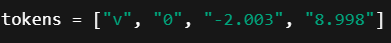 tokens = ["v", "0", "-2.003", "8.998"]